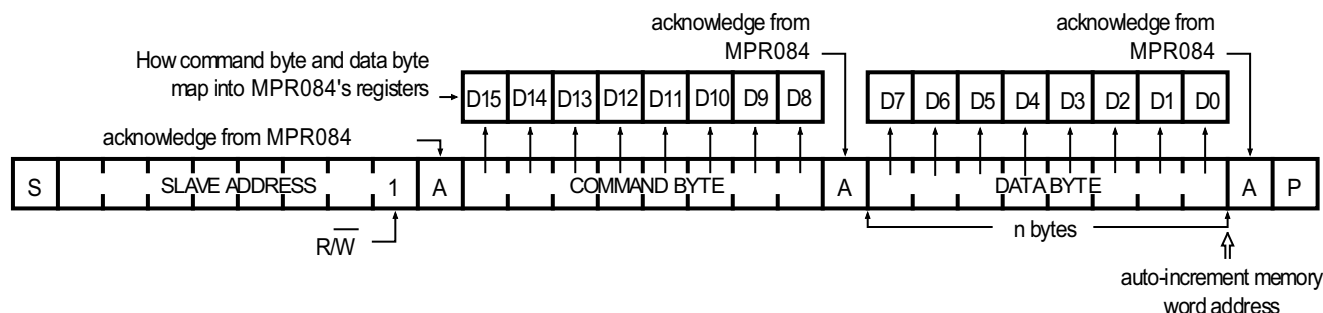 acknowledge from
MPR084
acknowledge from
MPR084
How command byte and data byte
map into MPR084's registers
D15 D14 D13 D12 D11 D10 D9 D8
D7 D6 D5 D4 D3 D2 D1 D0
acknowledge from MPR084
S SLAVE ADDRESS 1 A COMMAND BYTE A DATA BYTE A P
R/W̅
n bytes
auto-increment memory
word address